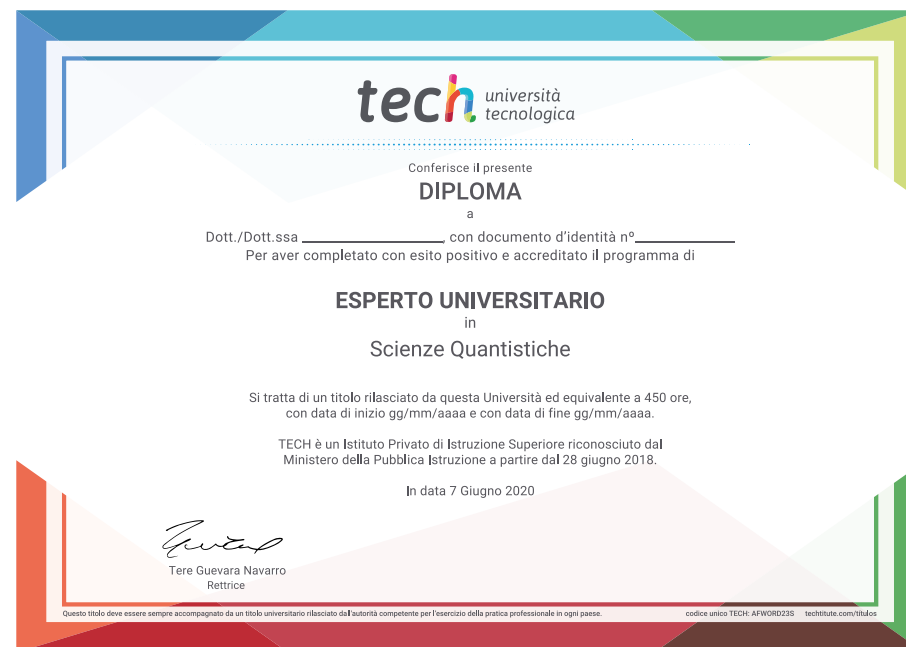 tech università
tecnologica
Conferisce il presente
DIPLOMA
a
Dott./Dott.ssa ____________________, con documento d'identità nº______________
Per aver completato con esito positivo e accreditato il programma di
ESPERTO UNIVERSITARIO
in
Scienze Quantistiche
Si tratta di un titolo rilasciato da questa Università ed equivalente a 450 ore,
con data di inizio gg/mm/aaaa e con data di fine gg/mm/aaaa.
TECH è un Istituto Privato di Istruzione Superiore riconosciuto dal
Ministero della Pubblica Istruzione a partire dal 28 giugno 2018.
In data 7 Giugno 2020
Tere Guevara Navarro
Rettrice
Questo titolo deve essere sempre accompagnato da un titolo universitario rilasciato dall'autorità competente per l'esercizio della pratica professionale in ogni paese. codice unico TECH: AFWORD23S techtitute.com/titulos